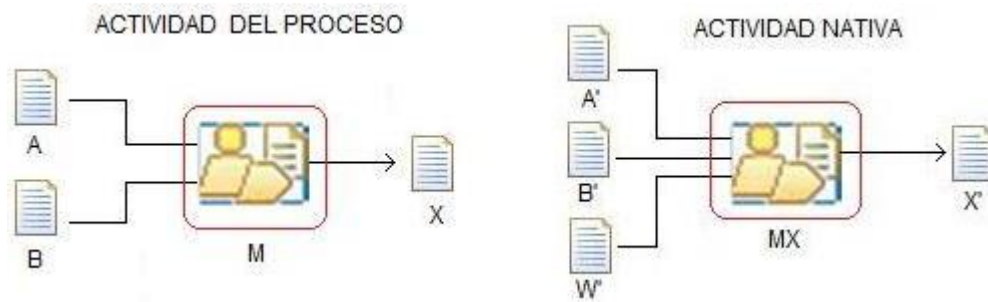 ACTIVIDAD DEL PROCESO
A
B
M
X
ACTIVIDAD NATIVA
A'
B'
W'
MX
X'